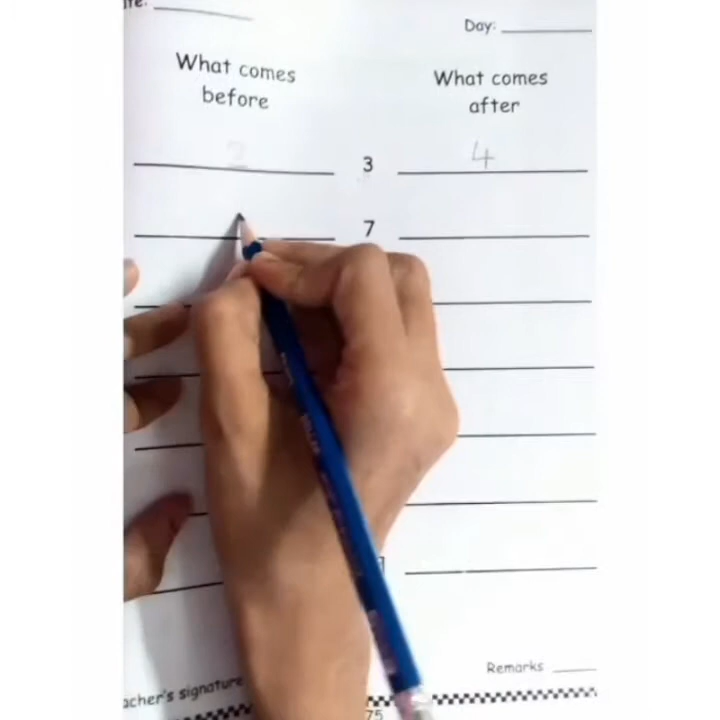 Day:
What comes
before
What comes
after
2 3 4
7
Remarks
acher's signature
75